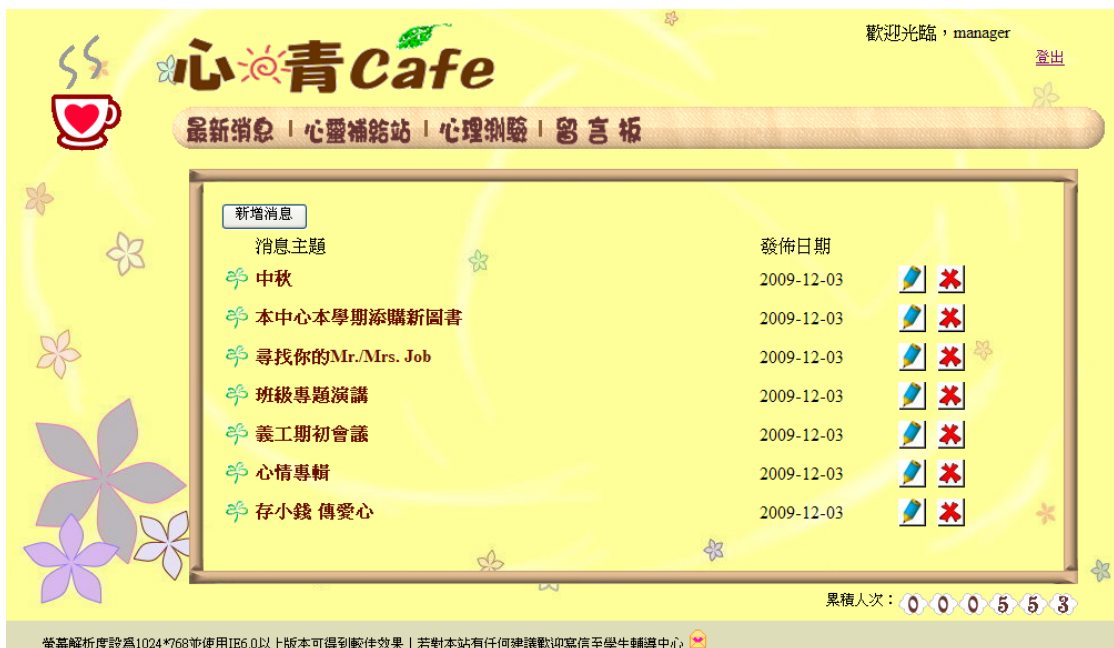 歡迎光臨，manager
登出
心青Cafe
最新消息 | 心靈補給站 | 心理測驗 | 留言板
新增消息
消息主題 發佈日期
中秋 2009-12-03
本中心本學期添購新圖書 2009-12-03
尋找你的Mr./Mrs. Job 2009-12-03
班級專題演講 2009-12-03
義工期初會議 2009-12-03
心情專輯 2009-12-03
存小錢 傳愛心 2009-12-03
累積人次：000553
螢幕解析度設為1024*768並使用IE6.0以上版本可得到較佳效果 | 若對本站有任何建議歡迎寫信至學生輔導中心